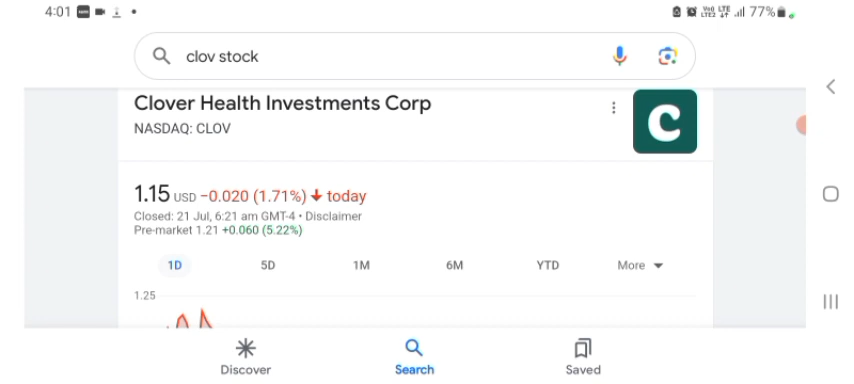 4:01 77%
clov stock
Clover Health Investments Corp
NASDAQ: CLOV
C
1.15 USD −0.020 (1.71%) ↓ today
Closed: 21 Jul, 6:21 am GMT-4 • Disclaimer
Pre-market 1.21 +0.060 (5.22%)
1D 5D 1M 6M YTD More
1.25
Discover Search Saved